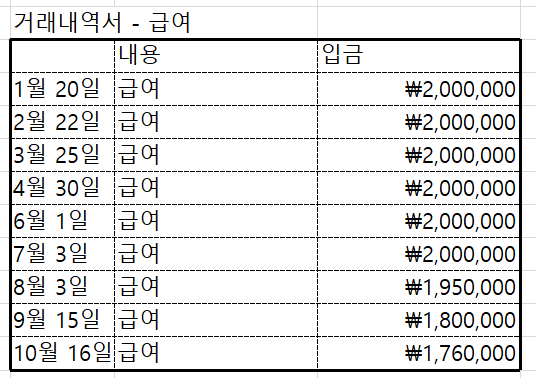 거래내역서 - 급여
내용 입금
1월 20일 급여 ₩2,000,000
2월 22일 급여 ₩2,000,000
3월 25일 급여 ₩2,000,000
4월 30일 급여 ₩2,000,000
6월 1일 급여 ₩2,000,000
7월 3일 급여 ₩2,000,000
8월 3일 급여 ₩1,950,000
9월 15일 급여 ₩1,800,000
10월 16일 급여 ₩1,760,000